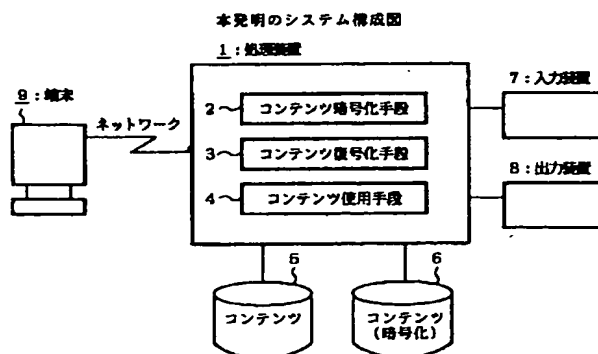 本発明のシステム構成図
1：処理装置
9：端末
ネットワーク
2
コンテンツ暗号化手段
3
コンテンツ復号化手段
4
コンテンツ使用手段
7：入力装置
8：出力装置
5
コンテンツ
6
コンテンツ
（暗号化）